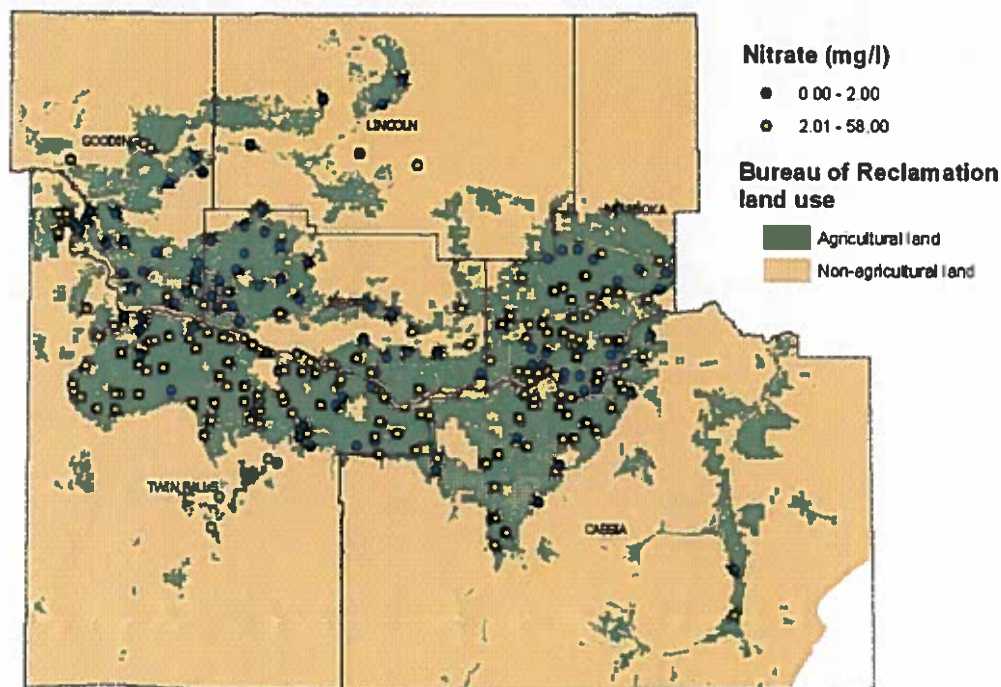 Nitrate (mg/l)
0.00 - 2.00
2.01 - 58.00
Bureau of Reclamation
land use
Agricultural land
Non-agricultural land
GOODING
LINCOLN
TWIN FALLS
CASSIA